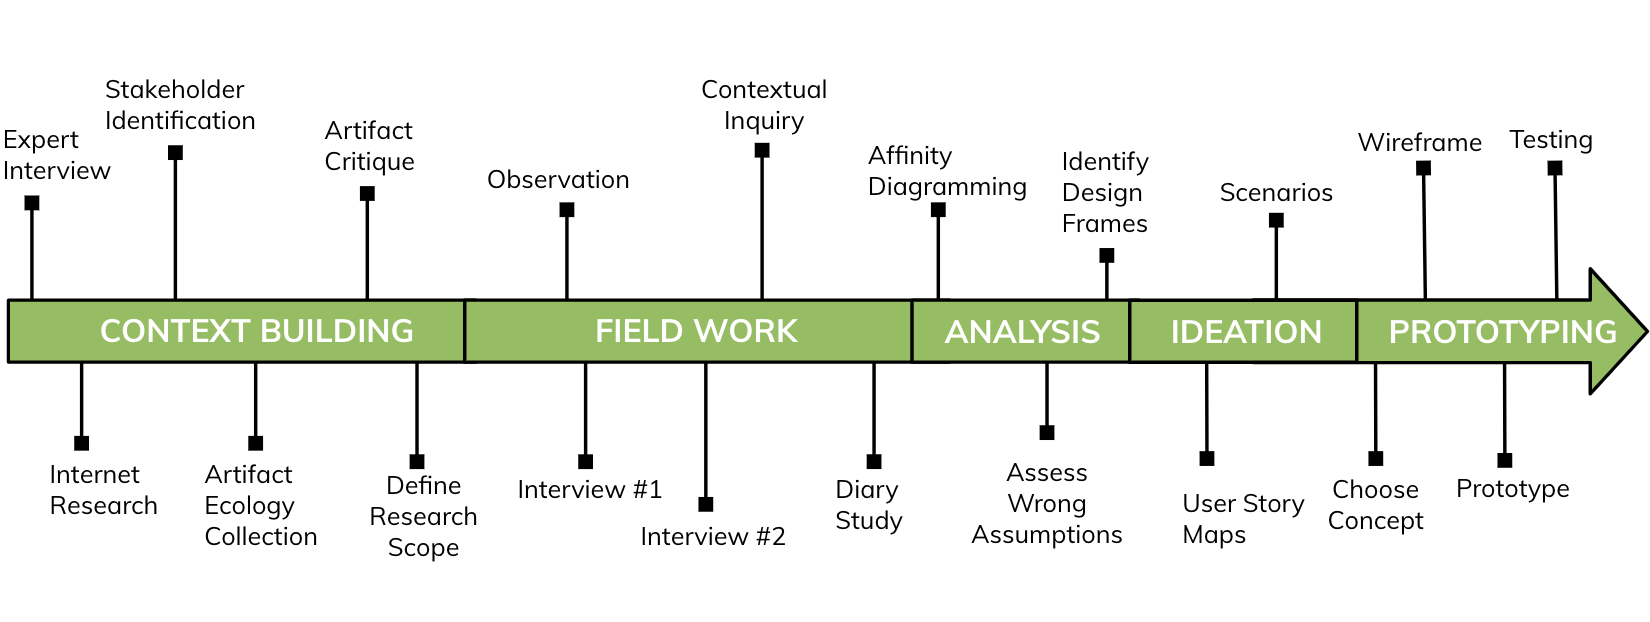 Stakeholder
Identification
Contextual
Inquiry
Expert
Interview
Artifact
Critique
Observation
Affinity
Diagramming
Identify
Design
Frames
Scenarios
Wireframe
Testing
CONTEXT BUILDING
FIELD WORK
ANALYSIS
IDEATION
PROTOTYPING
Internet
Research
Artifact
Ecology
Collection
Define
Research
Scope
Interview #1
Interview #2
Diary
Study
Assess
Wrong
Assumptions
User Story
Maps
Choose
Concept
Prototype